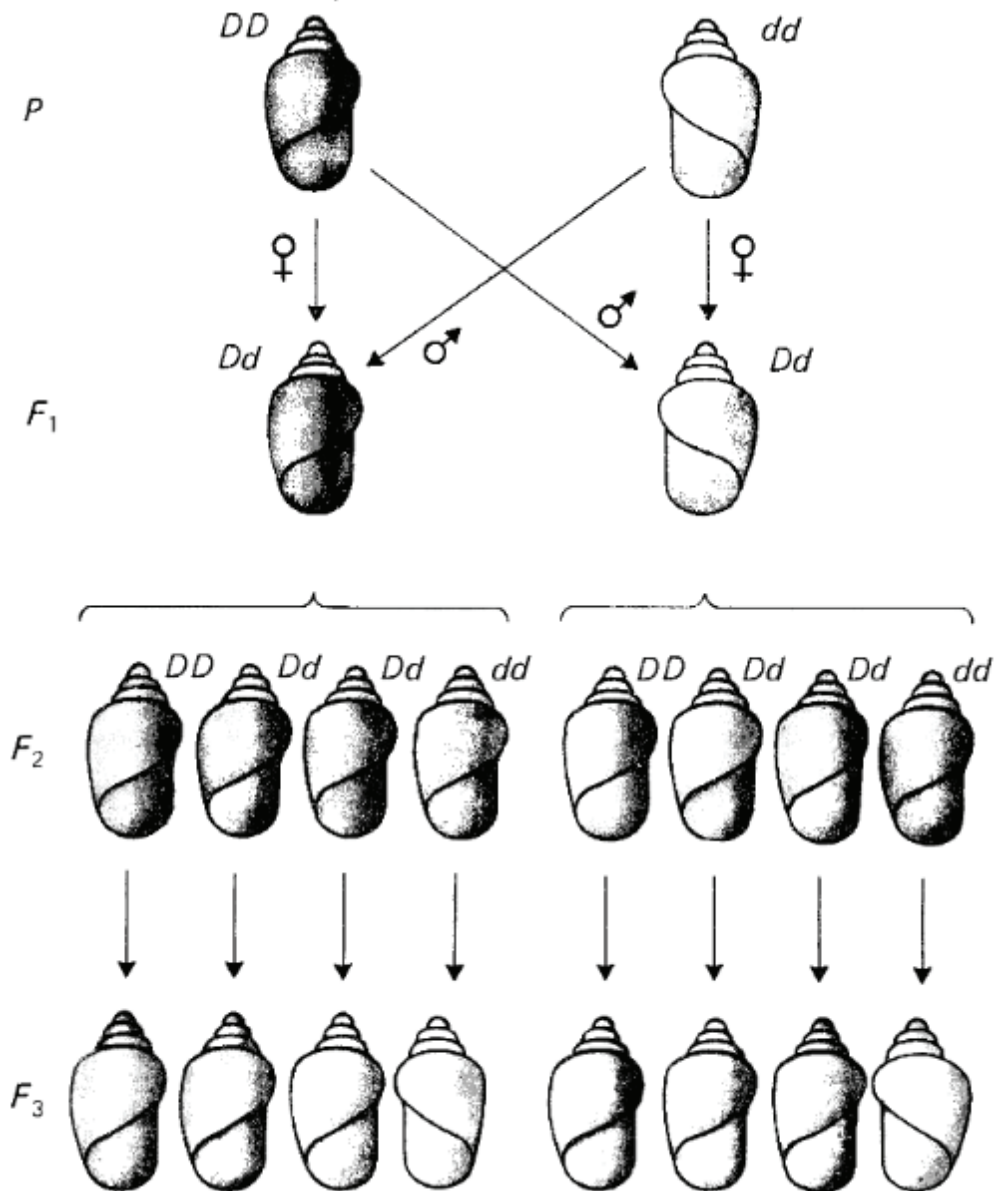 DD dd
P
♀ ♂ ♂ ♀
Dd Dd
F₁
DD Dd Dd dd DD Dd Dd dd
F₂
F₃